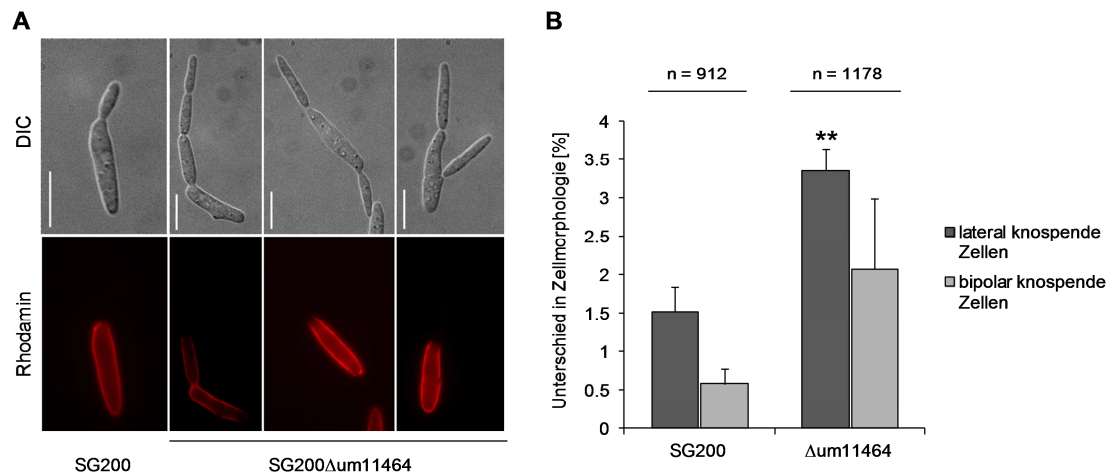 A
DIC
Rhodamin
SG200
SG200Δum11464
B
n = 912
n = 1178
Unterschied in Zellmorphologie [%]
4
3.5
3
2.5
2
1.5
1
0.5
0
**
SG200
Δum11464
lateral knospende
Zellen
bipolar knospende
Zellen